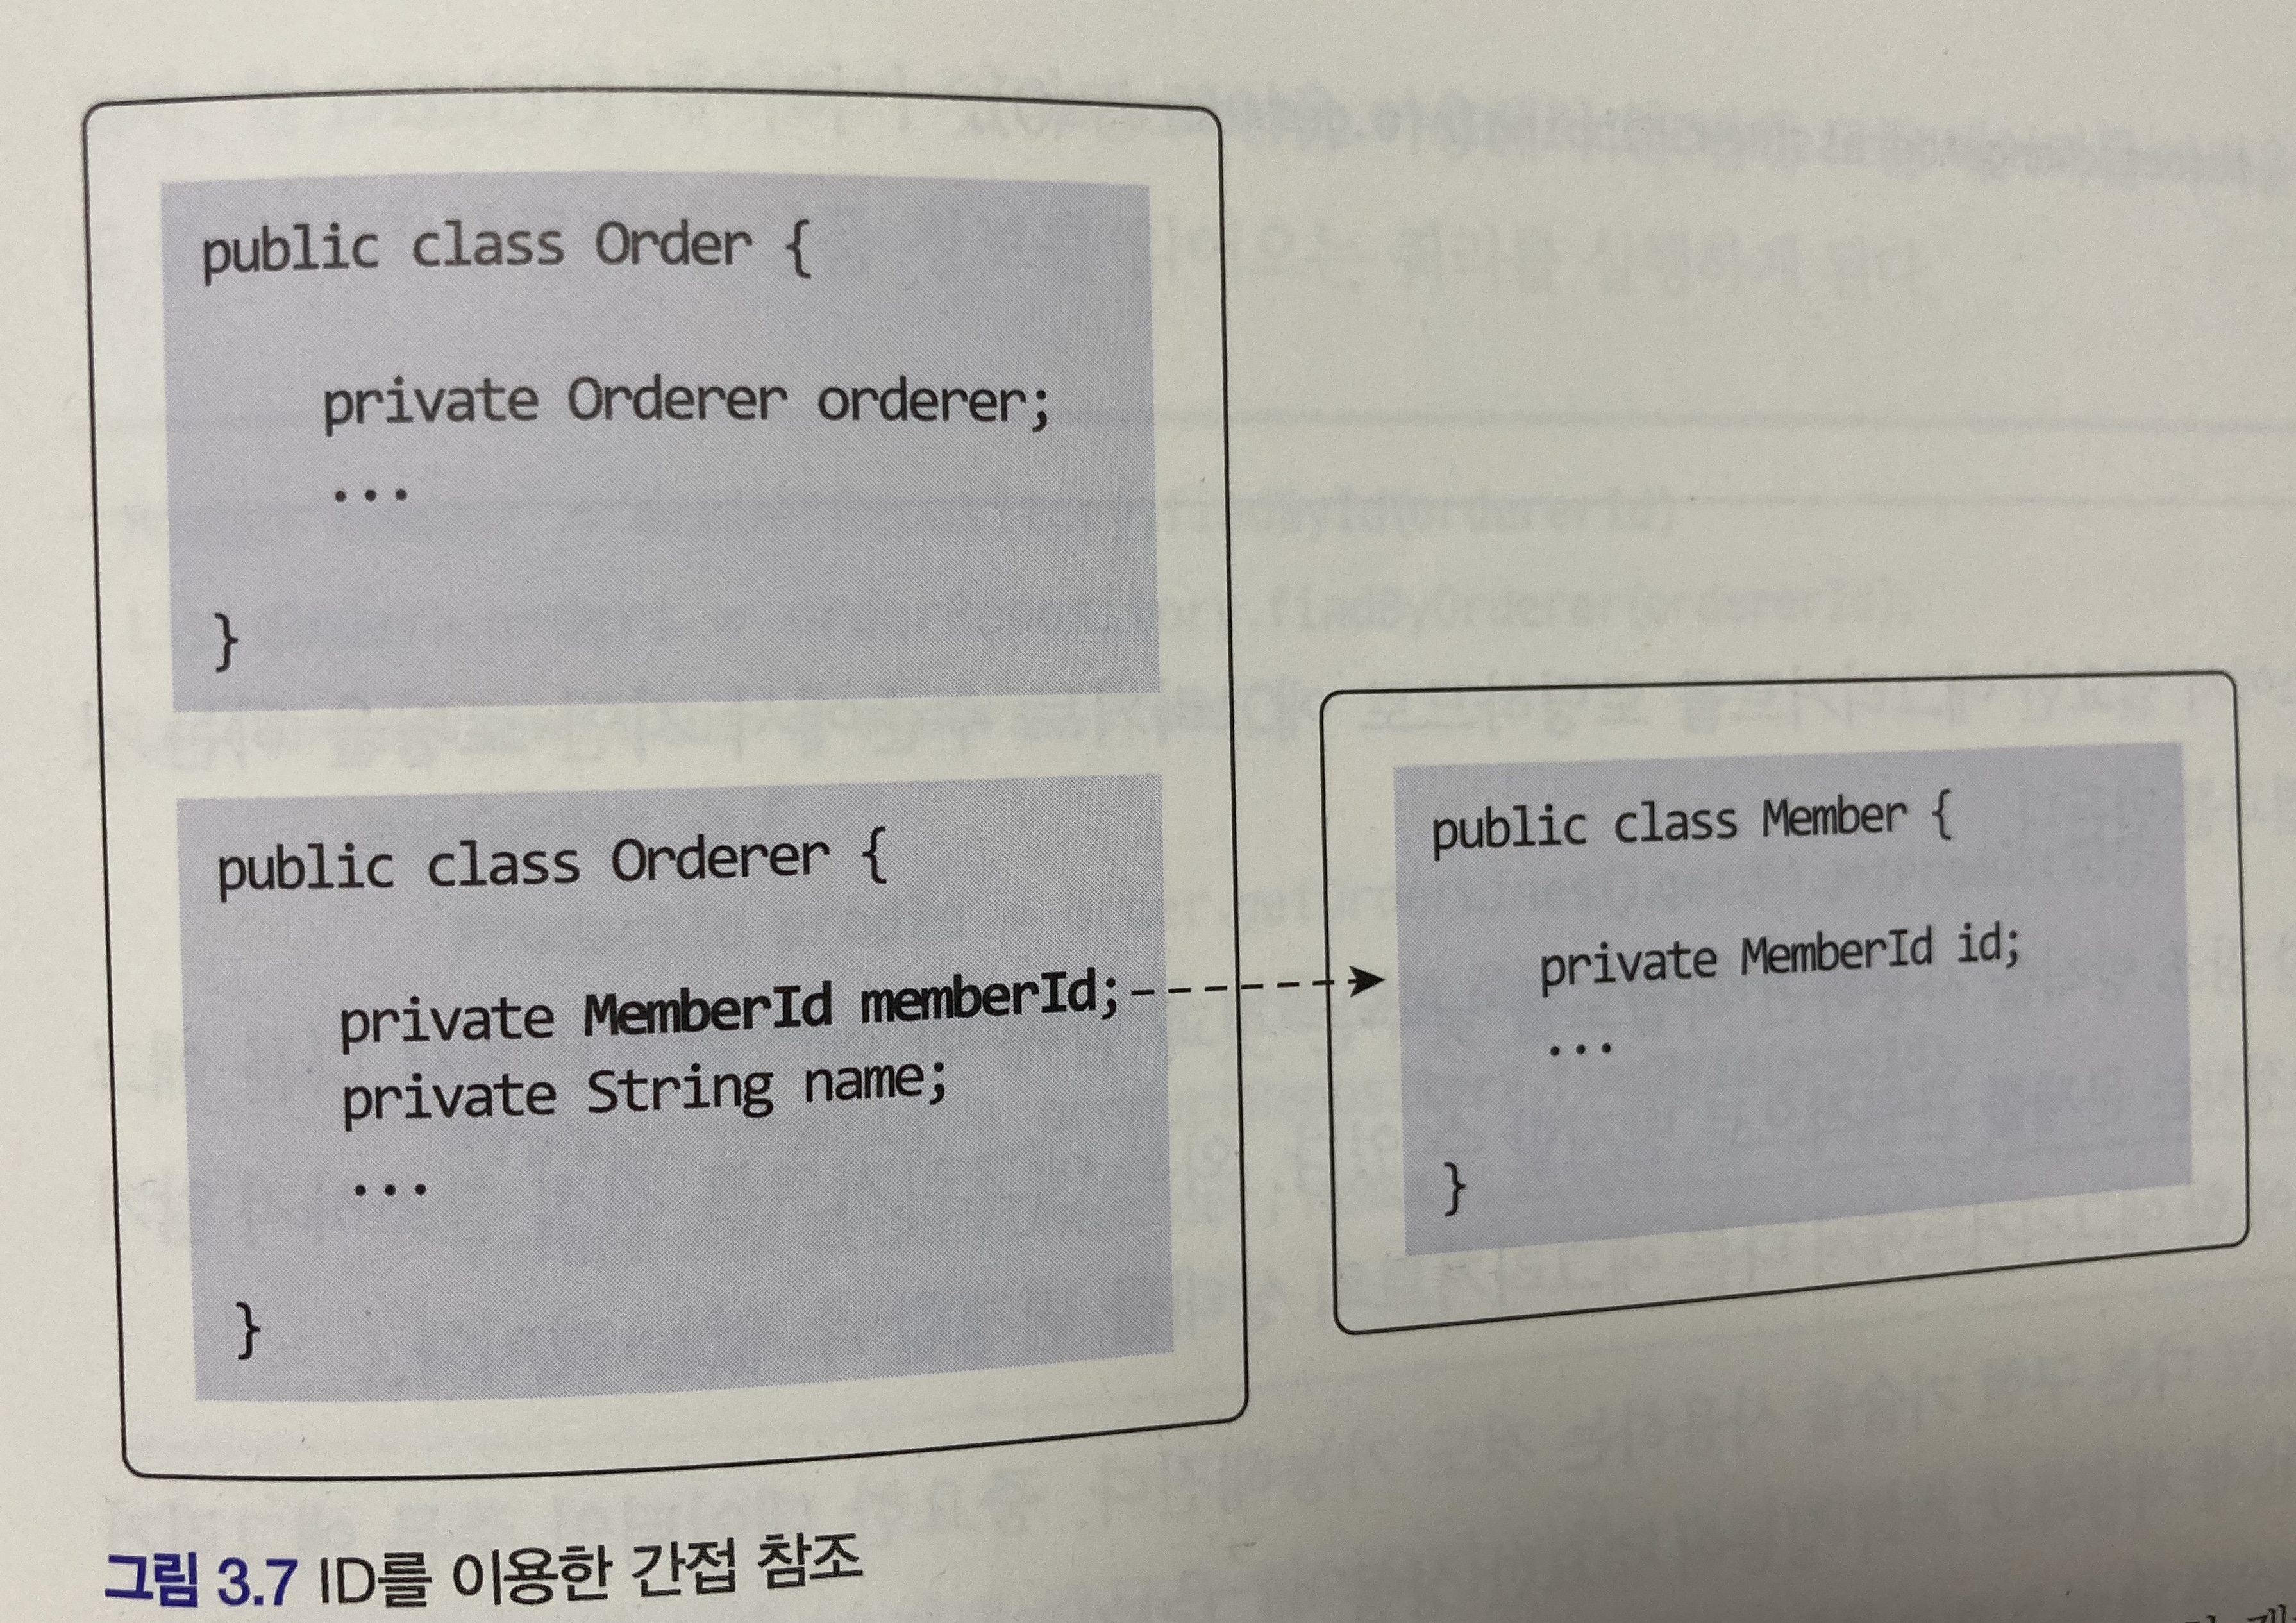 public class Order {
private Orderer orderer;
...
}
public class Orderer {
private MemberId memberId;
private String name;
...
}
public class Member {
private MemberId id;
...
}
그림 3.7 ID를 이용한 간접 참조